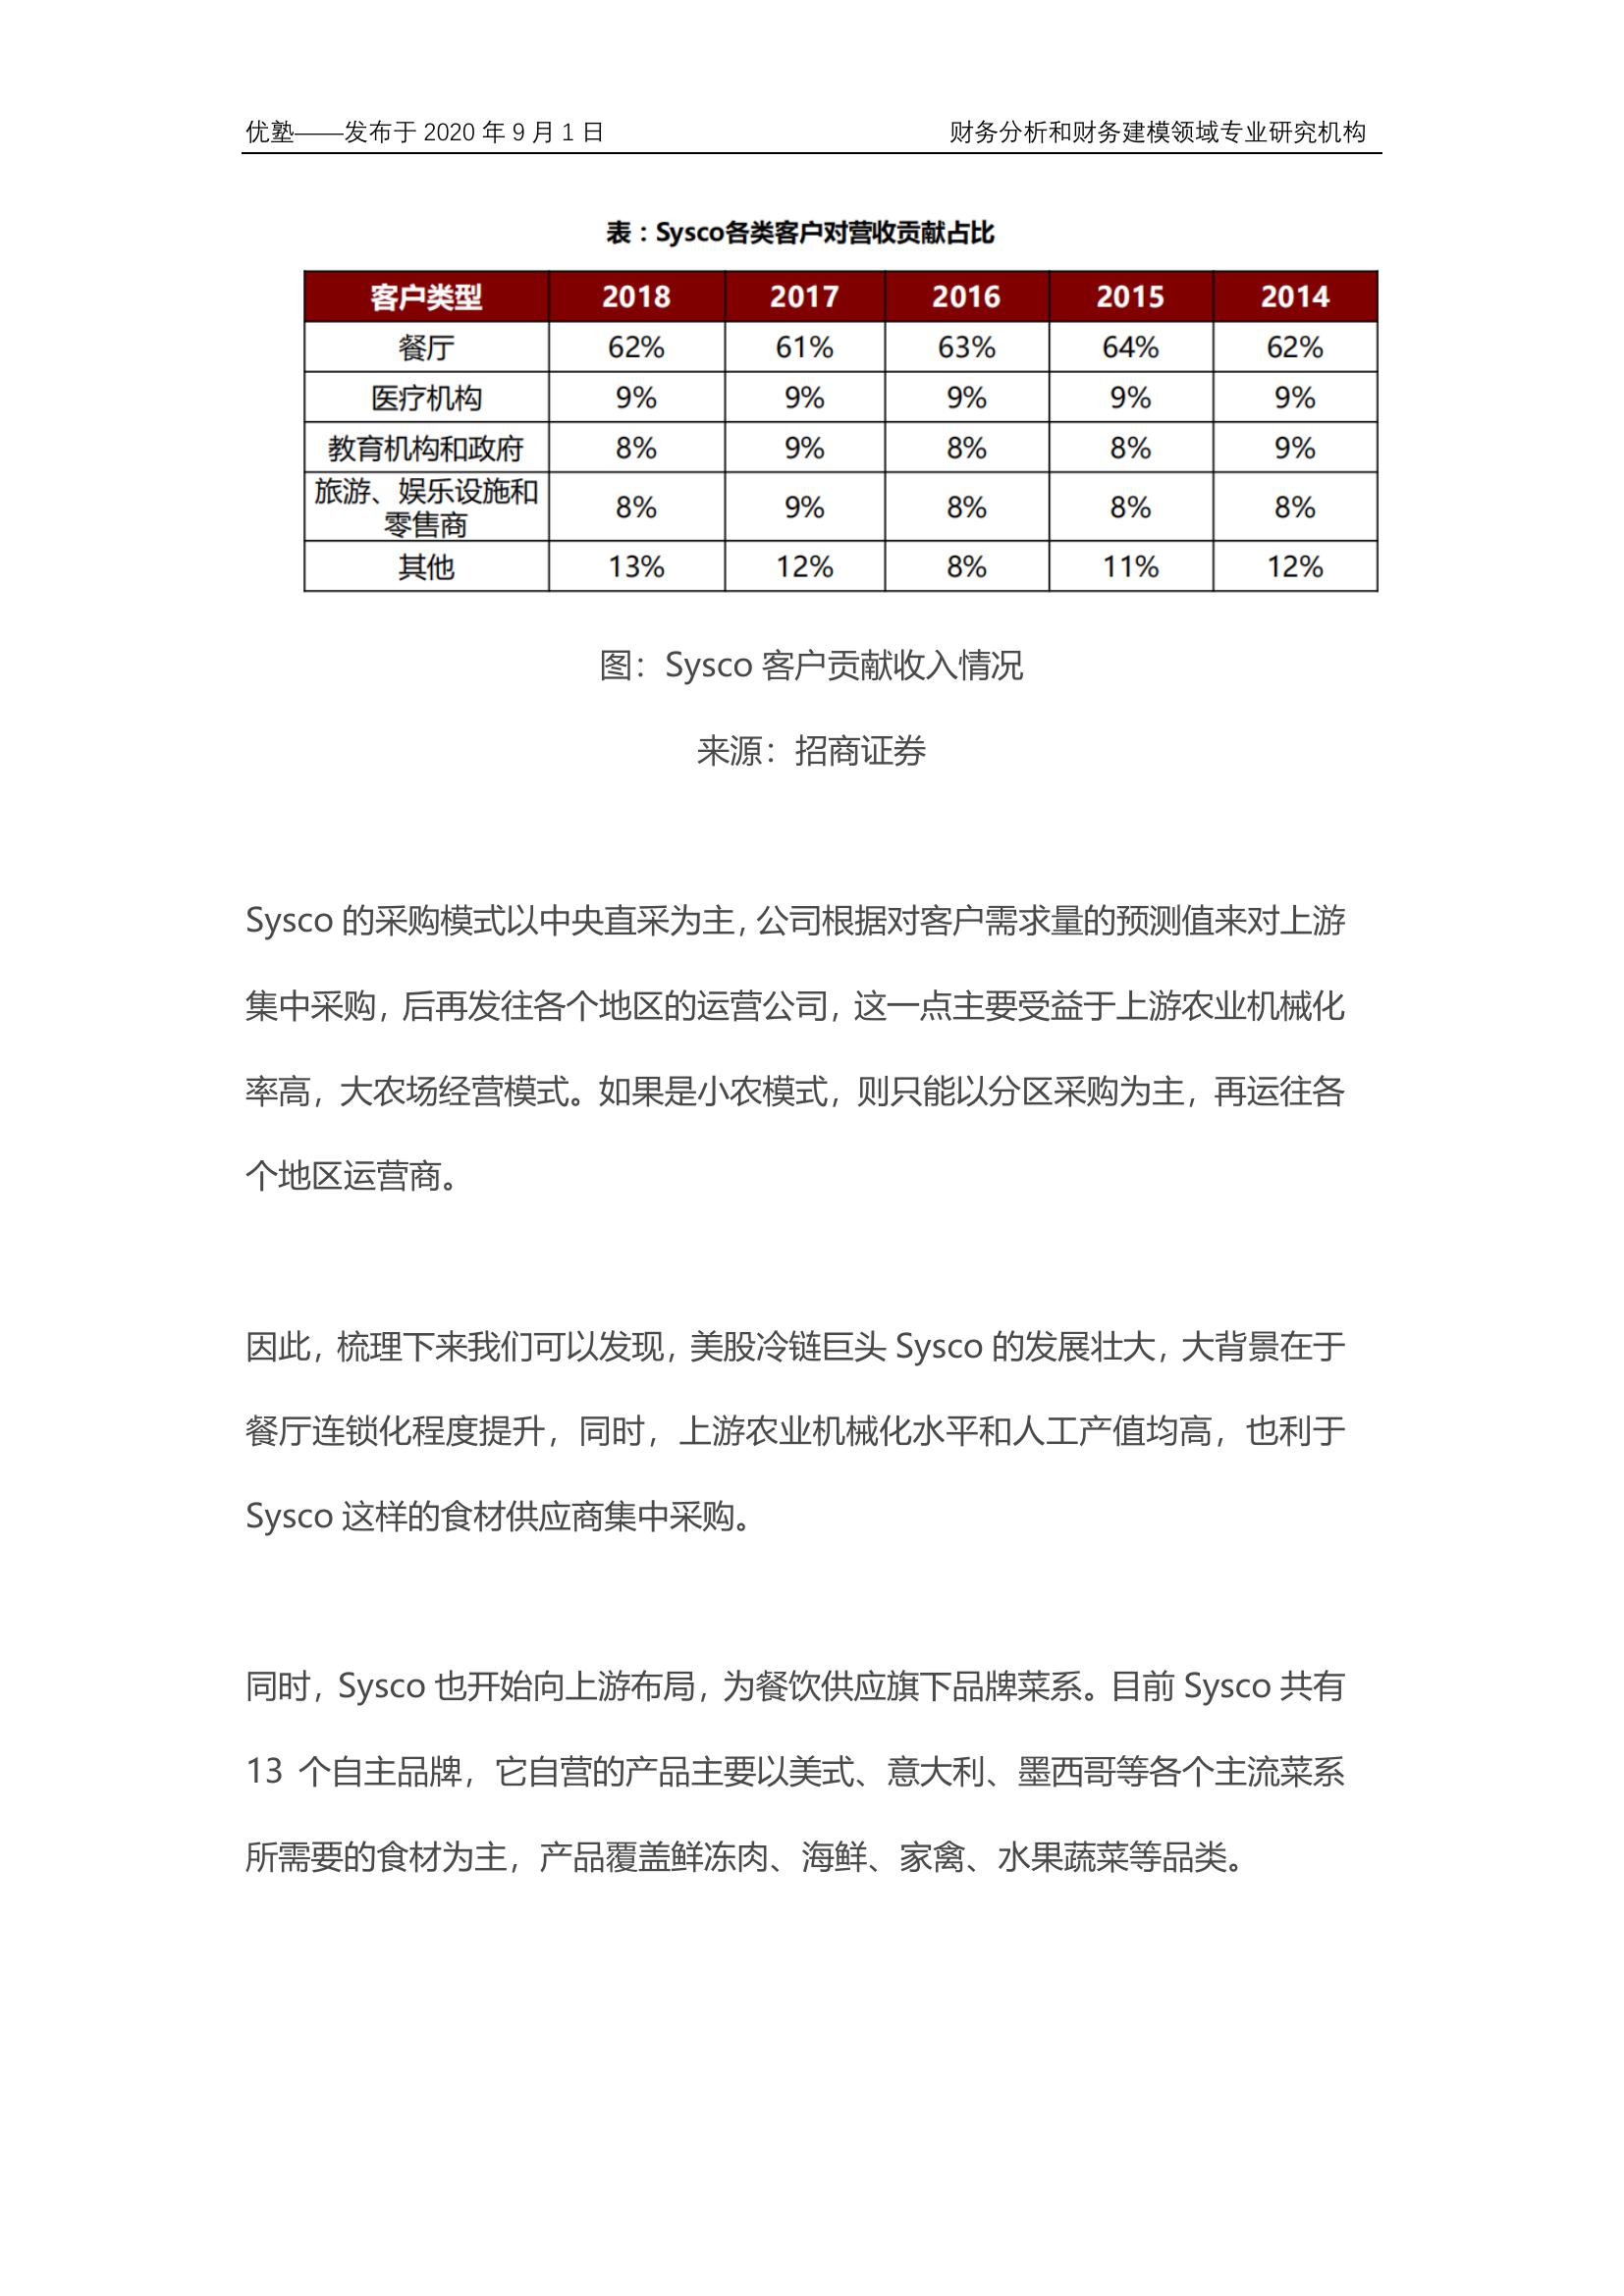 优塾——发布于 2020 年 9 月 1 日 财务分析和财务建模领域专业研究机构
表：Sysco各类客户对营收贡献占比
客户类型 2018 2017 2016 2015 2014
餐厅 62% 61% 63% 64% 62%
医疗机构 9% 9% 9% 9% 9%
教育机构和政府 8% 9% 8% 8% 9%
旅游、娱乐设施和
零售商 8% 9% 8% 8% 8%
其他 13% 12% 8% 11% 12%
图：Sysco 客户贡献收入情况
来源：招商证券
Sysco 的采购模式以中央直采为主，公司根据对客户需求量的预测值来对上游
集中采购，后再发往各个地区的运营公司，这一点主要受益于上游农业机械化
率高，大农场经营模式。如果是小农模式，则只能以分区采购为主，再运往各
个地区运营商。
因此，梳理下来我们可以发现，美股冷链巨头 Sysco 的发展壮大，大背景在于
餐厅连锁化程度提升，同时，上游农业机械化水平和人工产值均高，也利于
Sysco 这样的食材供应商集中采购。
同时，Sysco 也开始向上游布局，为餐饮供应旗下品牌菜系。目前 Sysco 共有
13 个自主品牌，它自营的产品主要以美式、意大利、墨西哥等各个主流菜系
所需要的食材为主，产品覆盖鲜冻肉、海鲜、家禽、水果蔬菜等品类。